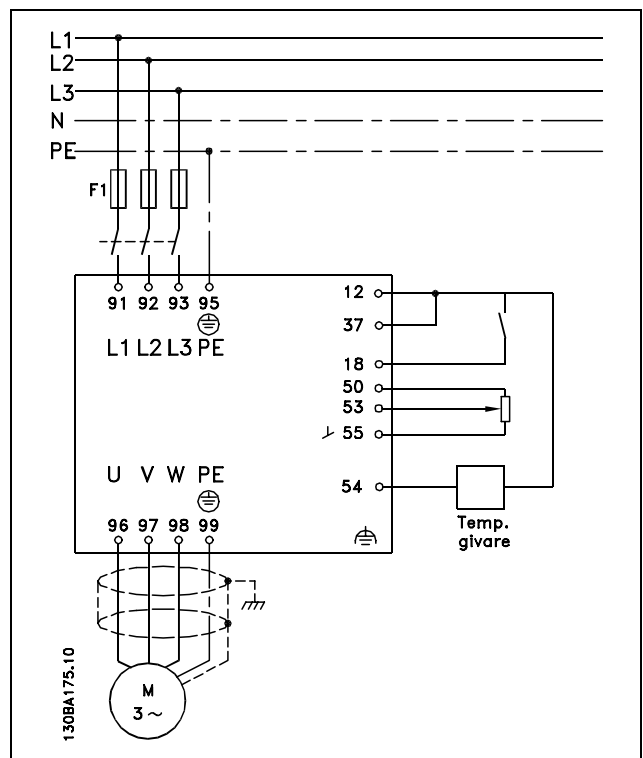 L1
L2
L3
N
PE
F1
91 92 93 95
L1 L2 L3 PE
12
37
18
50
53
55
54
U V W PE
96 97 98 99
Temp.
givare
M
3~
130BA175.10